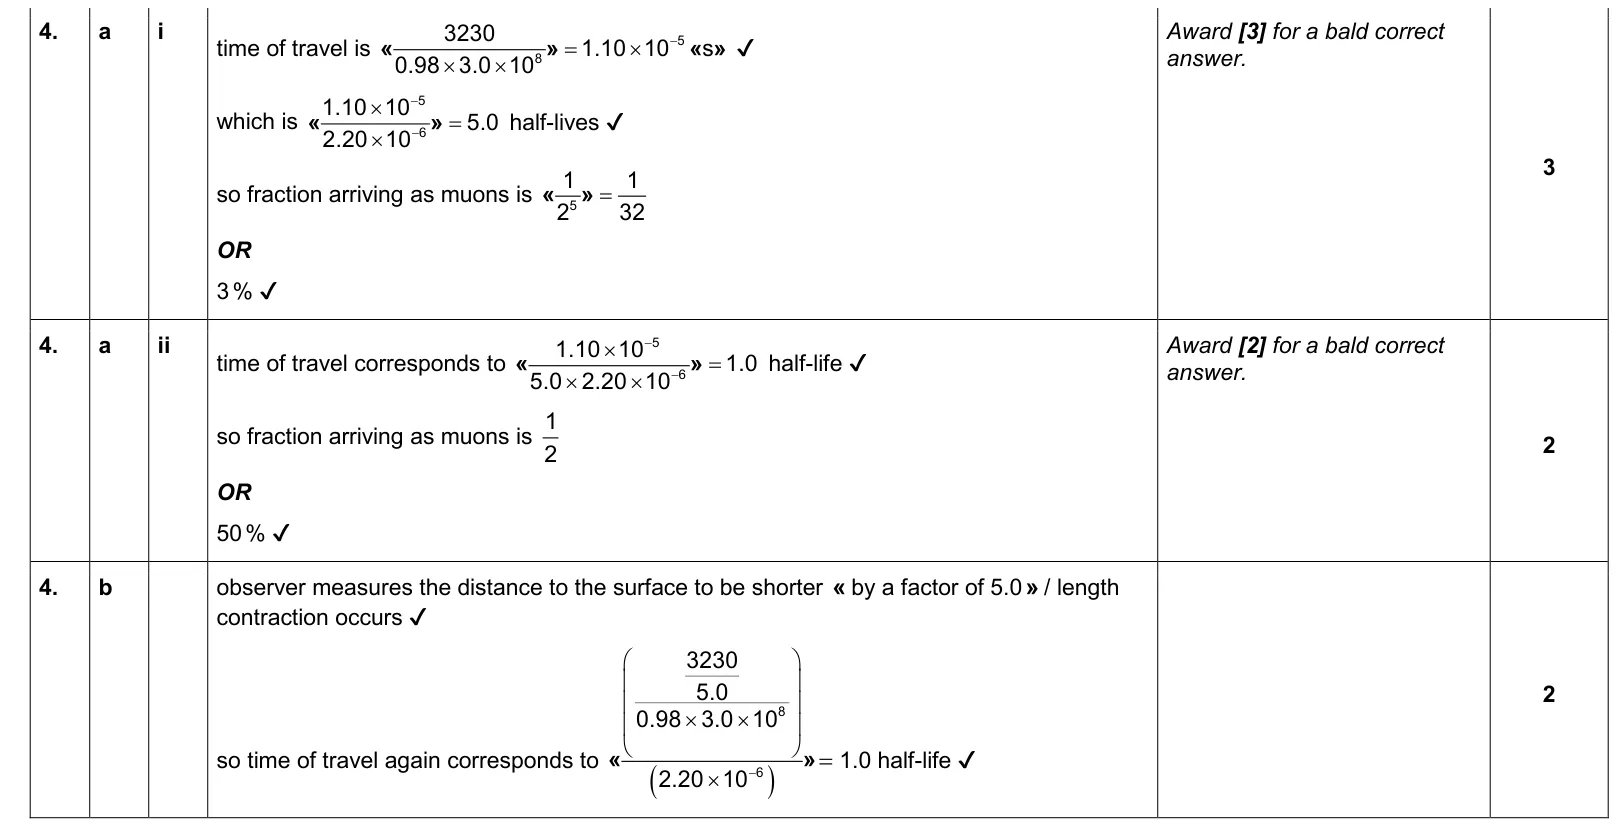 4. a i
time of travel is «3230 / 0.98 × 3.0 × 10⁸» = 1.10 × 10⁻⁵ «s» ✓
which is «1.10 × 10⁻⁵ / 2.20 × 10⁻⁶» = 5.0 half-lives ✓
so fraction arriving as muons is «1 / 2⁵» = 1 / 32
OR
3 % ✓
Award [3] for a bald correct
answer.
3
4. a ii
time of travel corresponds to «1.10 × 10⁻⁵ / 5.0 × 2.20 × 10⁻⁶» = 1.0 half-life ✓
so fraction arriving as muons is 1 / 2
OR
50 % ✓
Award [2] for a bald correct
answer.
2
4. b
observer measures the distance to the surface to be shorter « by a factor of 5.0 » / length
contraction occurs ✓
so time of travel again corresponds to «((3230 / 5.0) / 0.98 × 3.0 × 10⁸) / (2.20 × 10⁻⁶)» = 1.0 half-life ✓
2